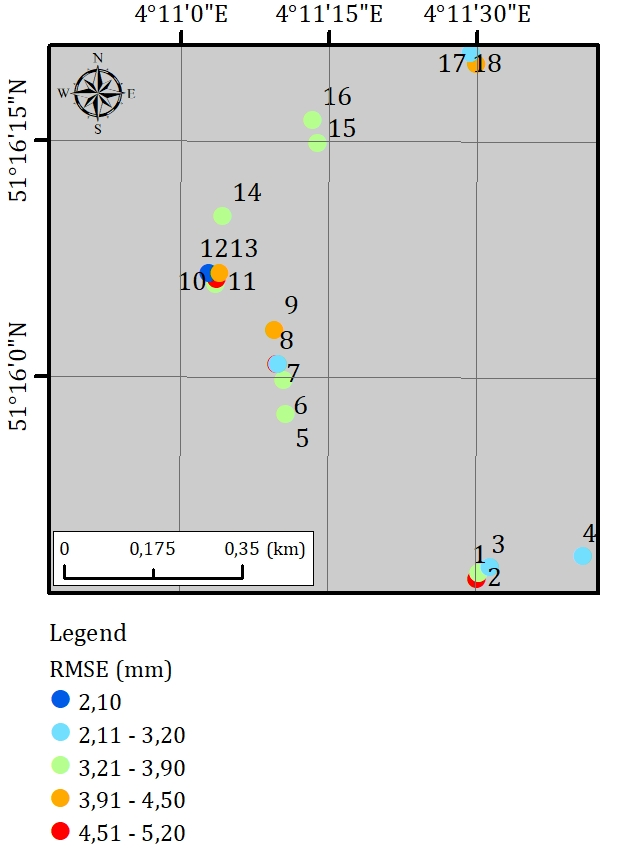 4°11'0"E 4°11'15"E 4°11'30"E
N
W E
S
17 18
16
15
51°16'15"N
14
12 13
10 11
9
8
51°16'0"N
7
6
5
4
3
1
2
0 0,175 0,35 (km)
Legend
RMSE (mm)
2,10
2,11 - 3,20
3,21 - 3,90
3,91 - 4,50
4,51 - 5,20